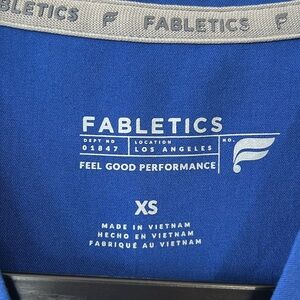 FABLETICS FABLETICS
FABLETICS
DEPT NO LOCATION NO.
01847 LOS ANGELES
FEEL GOOD PERFORMANCE
XS
MADE IN VIETNAM
HECHO EN VIETNAM
FABRIQUÉ AU VIETNAM